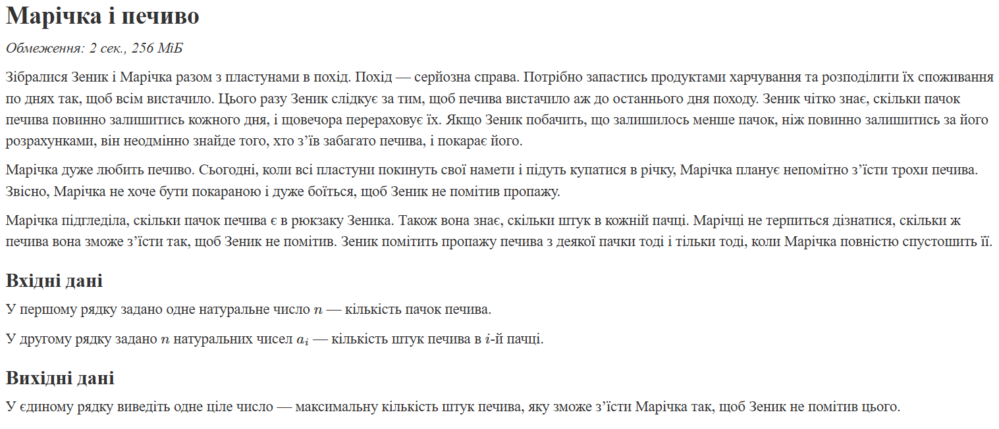 Марічка і печиво
Обмеження: 2 сек., 256 МіБ
Зібралися Зеник і Марічка разом з пластунами в похід. Похід — серйозна справа. Потрібно запастись продуктами харчування та розподілити їх споживання
по днях так, щоб всім вистачило. Цього разу Зеник слідкує за тим, щоб печива вистачило аж до останнього дня походу. Зеник чітко знає, скільки пачок
печива повинно залишитись кожного дня, і щовечора перераховує їх. Якщо Зеник побачить, що залишилось менше пачок, ніж повинно залишитись за його
розрахунками, він неодмінно знайде того, хто з’їв забагато печива, і покарає його.
Марічка дуже любить печиво. Сьогодні, коли всі пластуни покинуть свої намети і підуть купатися в річку, Марічка планує непомітно з’їсти трохи печива.
Звісно, Марічка не хоче бути покараною і дуже боїться, щоб Зеник не помітив пропажу.
Марічка підгледіла, скільки пачок печива є в рюкзаку Зеника. Також вона знає, скільки штук в кожній пачці. Марічці не терпиться дізнатися, скільки ж
печива вона зможе з’їсти так, щоб Зеник не помітив. Зеник помітить пропажу печива з деякої пачки тоді і тільки тоді, коли Марічка повністю спустошить її.
Вхідні дані
У першому рядку задано одне натуральне число n — кількість пачок печива.
У другому рядку задано n натуральних чисел a_i — кількість штук печива в i-й пачці.
Вихідні дані
У єдиному рядку виведіть одне ціле число — максимальну кількість штук печива, яку зможе з’їсти Марічка так, щоб Зеник не помітив цього.